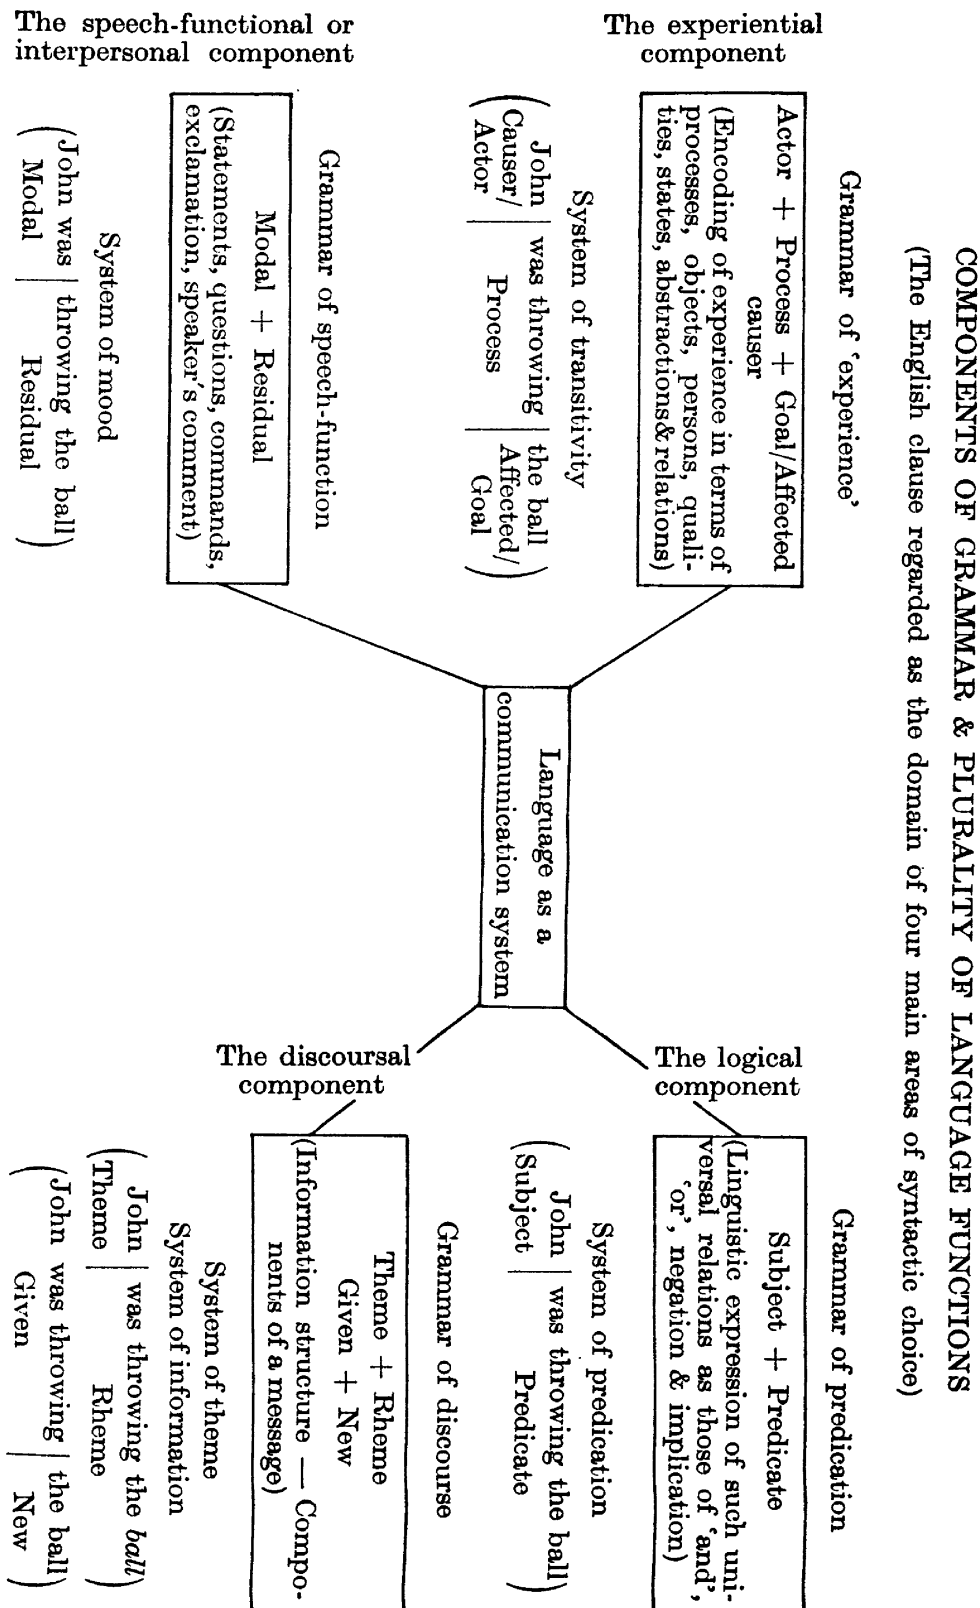 COMPONENTS OF GRAMMAR & PLURALITY OF LANGUAGE FUNCTIONS
(The English clause regarded as the domain of four main areas of syntactic choice)
The experiential
component
Grammar of ‘experience’
Actor + Process + Goal/Affected
causer
(Encoding of experience in terms of
processes, objects, persons, quali-
ties, states, abstractions & relations)
System of transitivity
( John | was throwing | the ball )
Causer/ | Process | Affected/
Actor Goal
The speech-functional or
interpersonal component
Grammar of speech-function
Modal + Residual
(Statements, questions, commands,
exclamation, speaker's comment)
System of mood
(John was | throwing the ball)
Modal | Residual
Language as a
communication system
The logical
component
Grammar of predication
Subject + Predicate
(Linguistic expression of such uni-
versal relations as those of ‘and’,
‘or’, negation & implication)
System of predication
( John | was throwing the ball)
Subject | Predicate
The discoursal
component
Grammar of discourse
Theme + Rheme
Given + New
(Information structure — Compo-
nents of a message)
System of theme
System of information
( John | was throwing the ball)
Theme | Rheme
(John was throwing | the ball)
Given | New